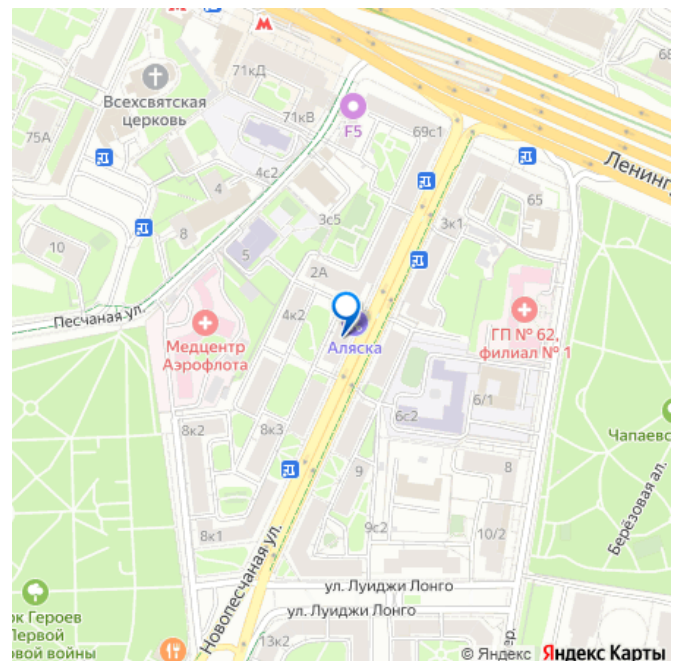 71кД
Всехсвятская
церковь
71кВ
F5
75А
69с1
Ленинг
4с2
4
3с5
3к1
65
8
10
5
2А
Песчаная ул.
4к2
Медцентр
Аэрофлота
Аляска
ГП № 62,
филиал № 1
6с2
6/1
Чапаевс
8к2
8к3
9
8
Берёзовая ал.
8к1
9с2
10/2
Новопесчаная ул.
ул. Луиджи Лонго
ул. Луиджи Лонго
рк Героев
Первой
ровой войны
13к2
ер.
© Яндекс Яндекс Карты